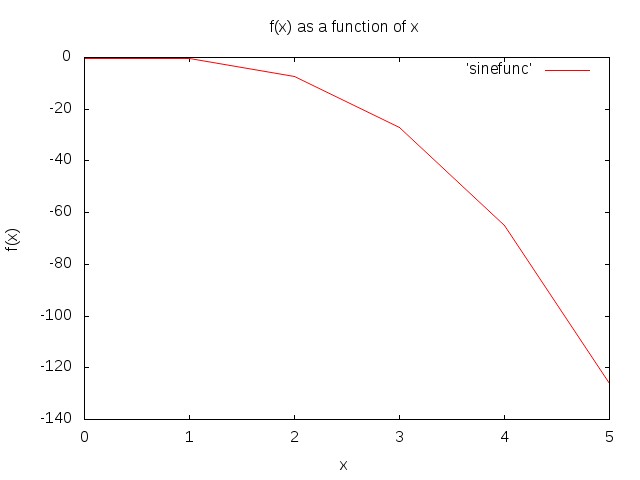 f(x) as a function of x
'sinefunc'
0
-20
-40
-60
-80
-100
-120
-140
f(x)
0 1 2 3 4 5
x